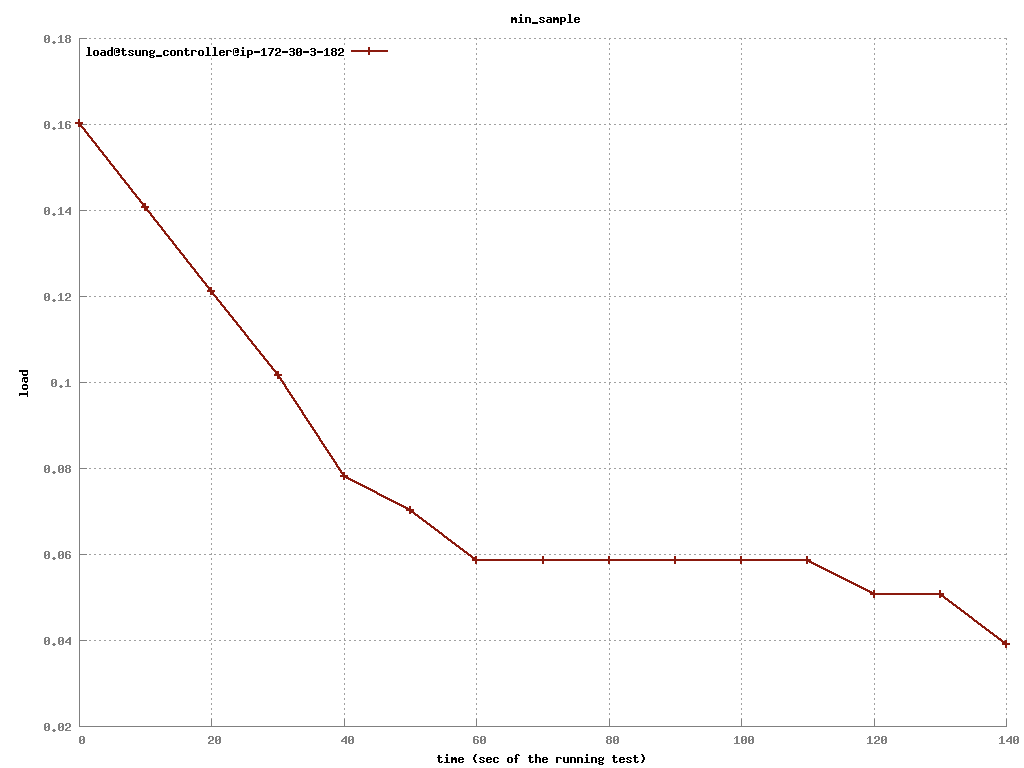 min_sample
load@tsung_controller@ip-172-30-3-182
0.18
0.16
0.14
0.12
0.1
0.08
0.06
0.04
0.02
load
0 20 40 60 80 100 120 140
time (sec of the running test)